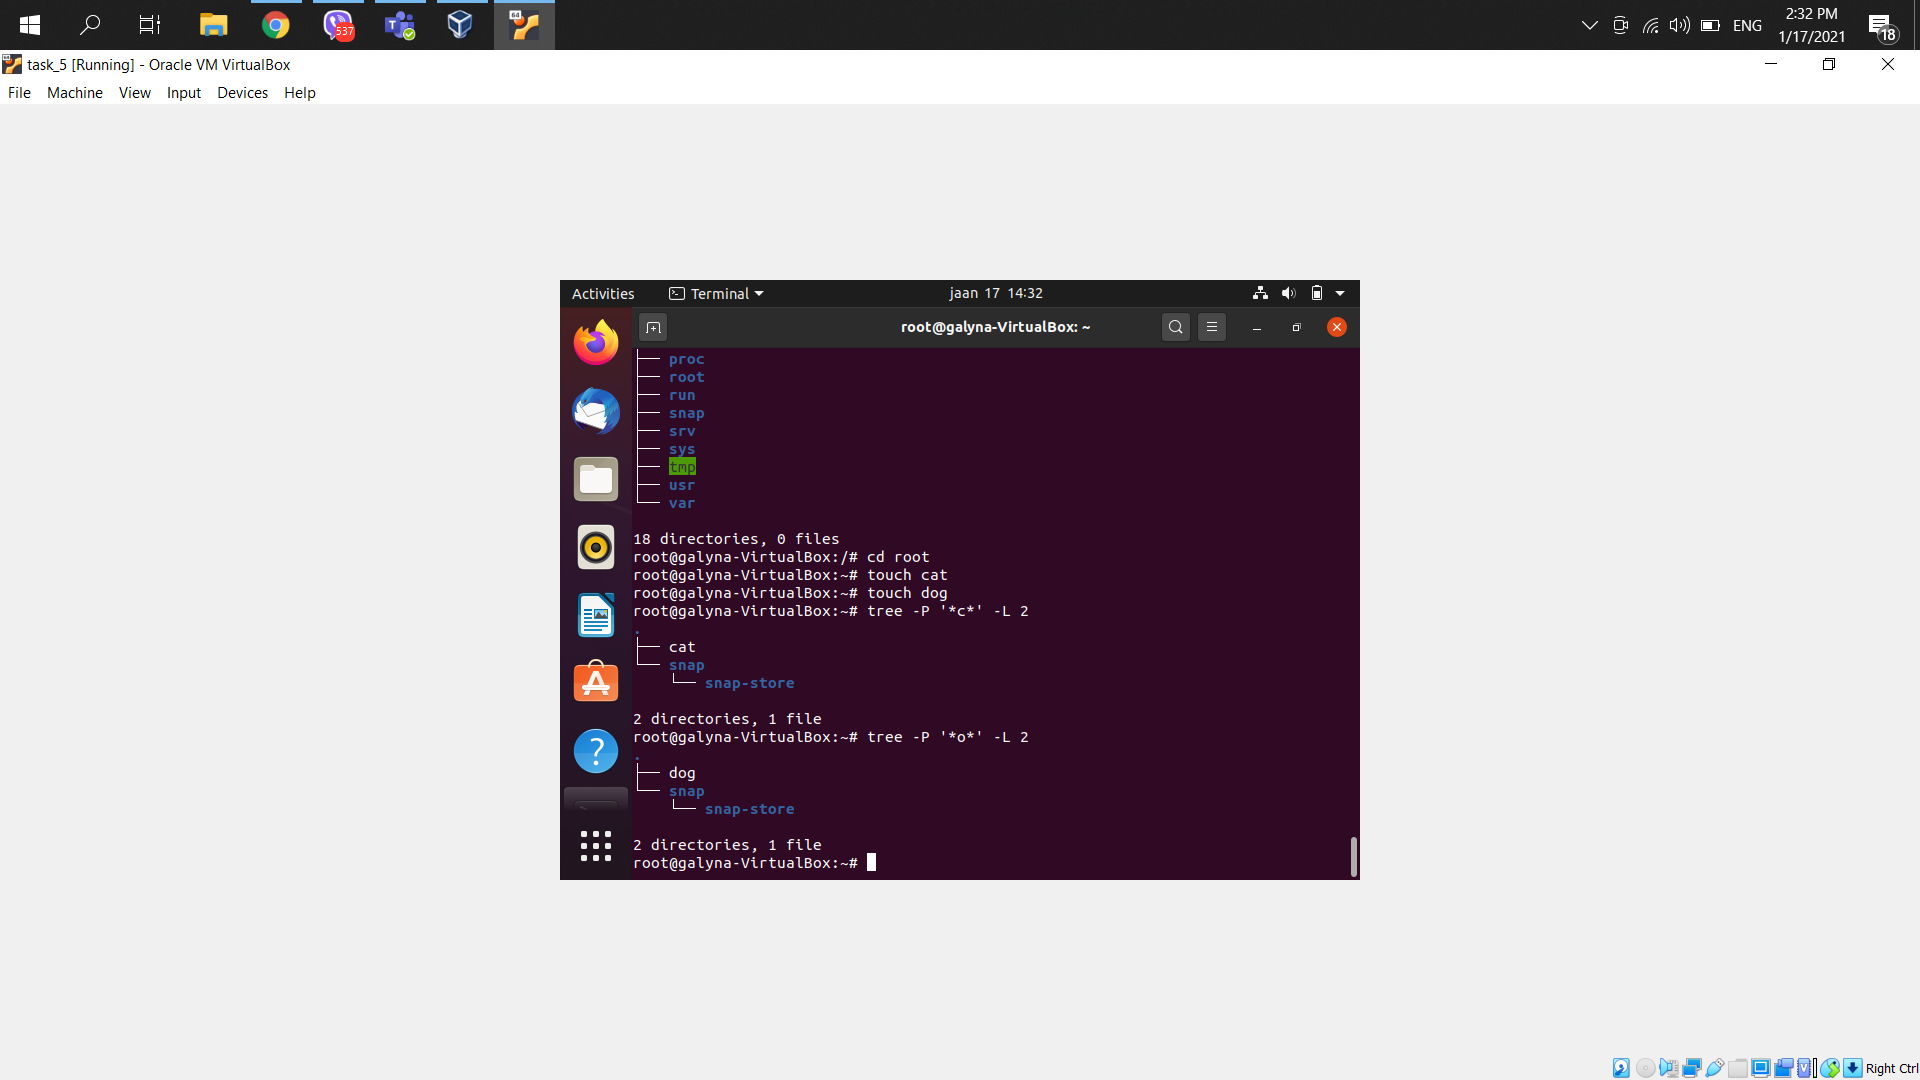 537
64
ENG
2:32 PM
1/17/2021
18
task_5 [Running] - Oracle VM VirtualBox
File Machine View Input Devices Help
Activities Terminal jaan 17 14:32
root@galyna-VirtualBox: ~
├── proc
├── root
├── run
├── snap
├── srv
├── sys
├── tmp
├── usr
└── var
18 directories, 0 files
root@galyna-VirtualBox:/# cd root
root@galyna-VirtualBox:~# touch cat
root@galyna-VirtualBox:~# touch dog
root@galyna-VirtualBox:~# tree -P '*c*' -L 2
.
├── cat
└── snap
    └── snap-store
2 directories, 1 file
root@galyna-VirtualBox:~# tree -P '*o*' -L 2
.
├── dog
└── snap
    └── snap-store
2 directories, 1 file
root@galyna-VirtualBox:~#
Right Ctrl